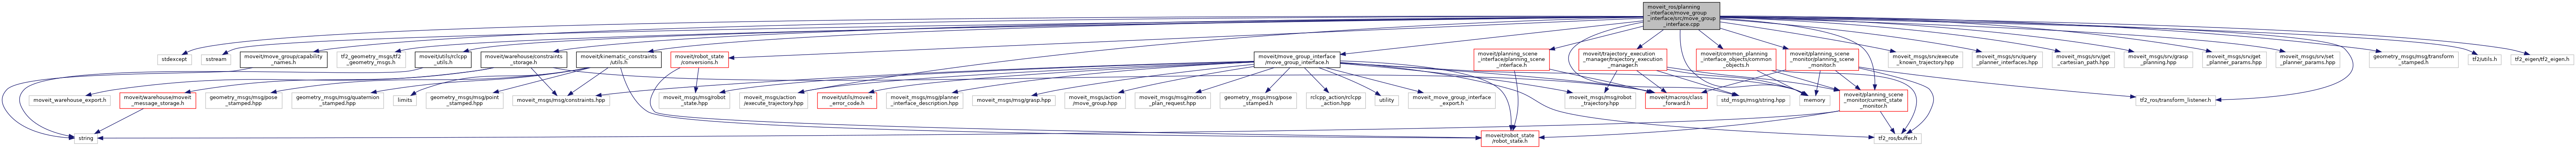 moveit_ros/planning
_interface/move_group
_interface/src/move_group
_interface.cpp
stdexcept
sstream
moveit/move_group/capability
_names.h
tf2_geometry_msgs/tf2
_geometry_msgs.h
moveit/utils/rclcpp
_utils.h
moveit/warehouse/constraints
_storage.h
moveit/kinematic_constraints
/utils.h
moveit/robot_state
/conversions.h
moveit/move_group_interface
/move_group_interface.h
moveit/planning_scene
_interface/planning_scene
_interface.h
moveit/trajectory_execution
_manager/trajectory_execution
_manager.h
moveit/common_planning
_interface_objects/common
_objects.h
moveit/planning_scene
_monitor/planning_scene
_monitor.h
moveit_msgs/srv/execute
_known_trajectory.hpp
moveit_msgs/srv/query
_planner_interfaces.hpp
moveit_msgs/srv/get
_cartesian_path.hpp
moveit_msgs/srv/grasp
_planning.hpp
moveit_msgs/srv/get
_planner_params.hpp
moveit_msgs/srv/set
_planner_params.hpp
geometry_msgs/msg/transform
_stamped.h
tf2/utils.h
tf2_eigen/tf2_eigen.h
moveit_warehouse_export.h
moveit/warehouse/moveit
_message_storage.h
geometry_msgs/msg/pose
_stamped.hpp
geometry_msgs/msg/quaternion
_stamped.hpp
limits
geometry_msgs/msg/point
_stamped.hpp
moveit_msgs/msg/constraints.hpp
moveit_msgs/msg/robot
_state.hpp
moveit_msgs/action
/execute_trajectory.hpp
moveit/utils/moveit
_error_code.h
moveit_msgs/msg/planner
_interface_description.hpp
moveit_msgs/msg/grasp.hpp
moveit_msgs/action
/move_group.hpp
moveit_msgs/msg/motion
_plan_request.hpp
geometry_msgs/msg/pose
_stamped.h
rclcpp_action/rclcpp
_action.hpp
utility
moveit_move_group_interface
_export.h
moveit_msgs/msg/robot
_trajectory.hpp
moveit/macros/class
_forward.h
std_msgs/msg/string.hpp
memory
moveit/planning_scene
_monitor/current_state
_monitor.h
tf2_ros/transform_listener.h
string
moveit/robot_state
/robot_state.h
tf2_ros/buffer.h